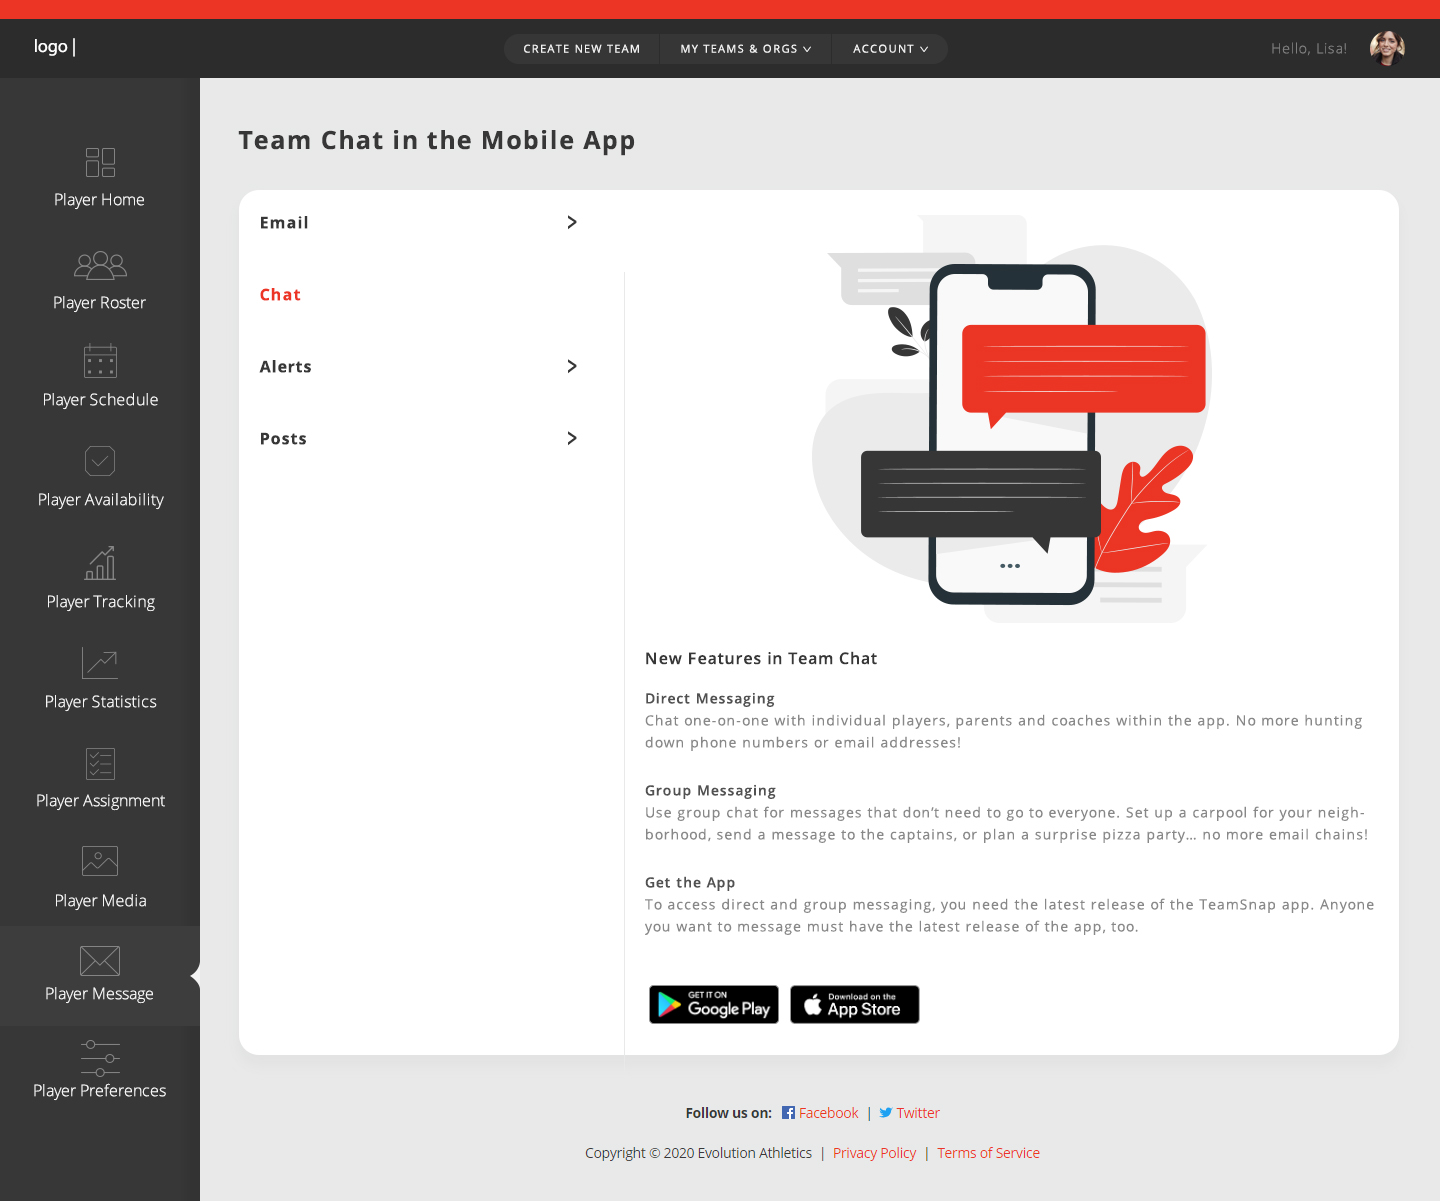 logo |
CREATE NEW TEAM
MY TEAMS & ORGS
ACCOUNT
Hello, Lisa!
Player Home
Player Roster
Player Schedule
Player Availability
Player Tracking
Player Statistics
Player Assignment
Player Media
Player Message
Player Preferences
Team Chat in the Mobile App
Email
Chat
Alerts
Posts
New Features in Team Chat
Direct Messaging
Chat one-on-one with individual players, parents and coaches within the app. No more hunting
down phone numbers or email addresses!
Group Messaging
Use group chat for messages that don’t need to go to everyone. Set up a carpool for your neigh-
borhood, send a message to the captains, or plan a surprise pizza party… no more email chains!
Get the App
To access direct and group messaging, you need the latest release of the TeamSnap app. Anyone
you want to message must have the latest release of the app, too.
GET IT ON
Google Play
Download on the
App Store
Follow us on: Facebook | Twitter
Copyright © 2020 Evolution Athletics | Privacy Policy | Terms of Service